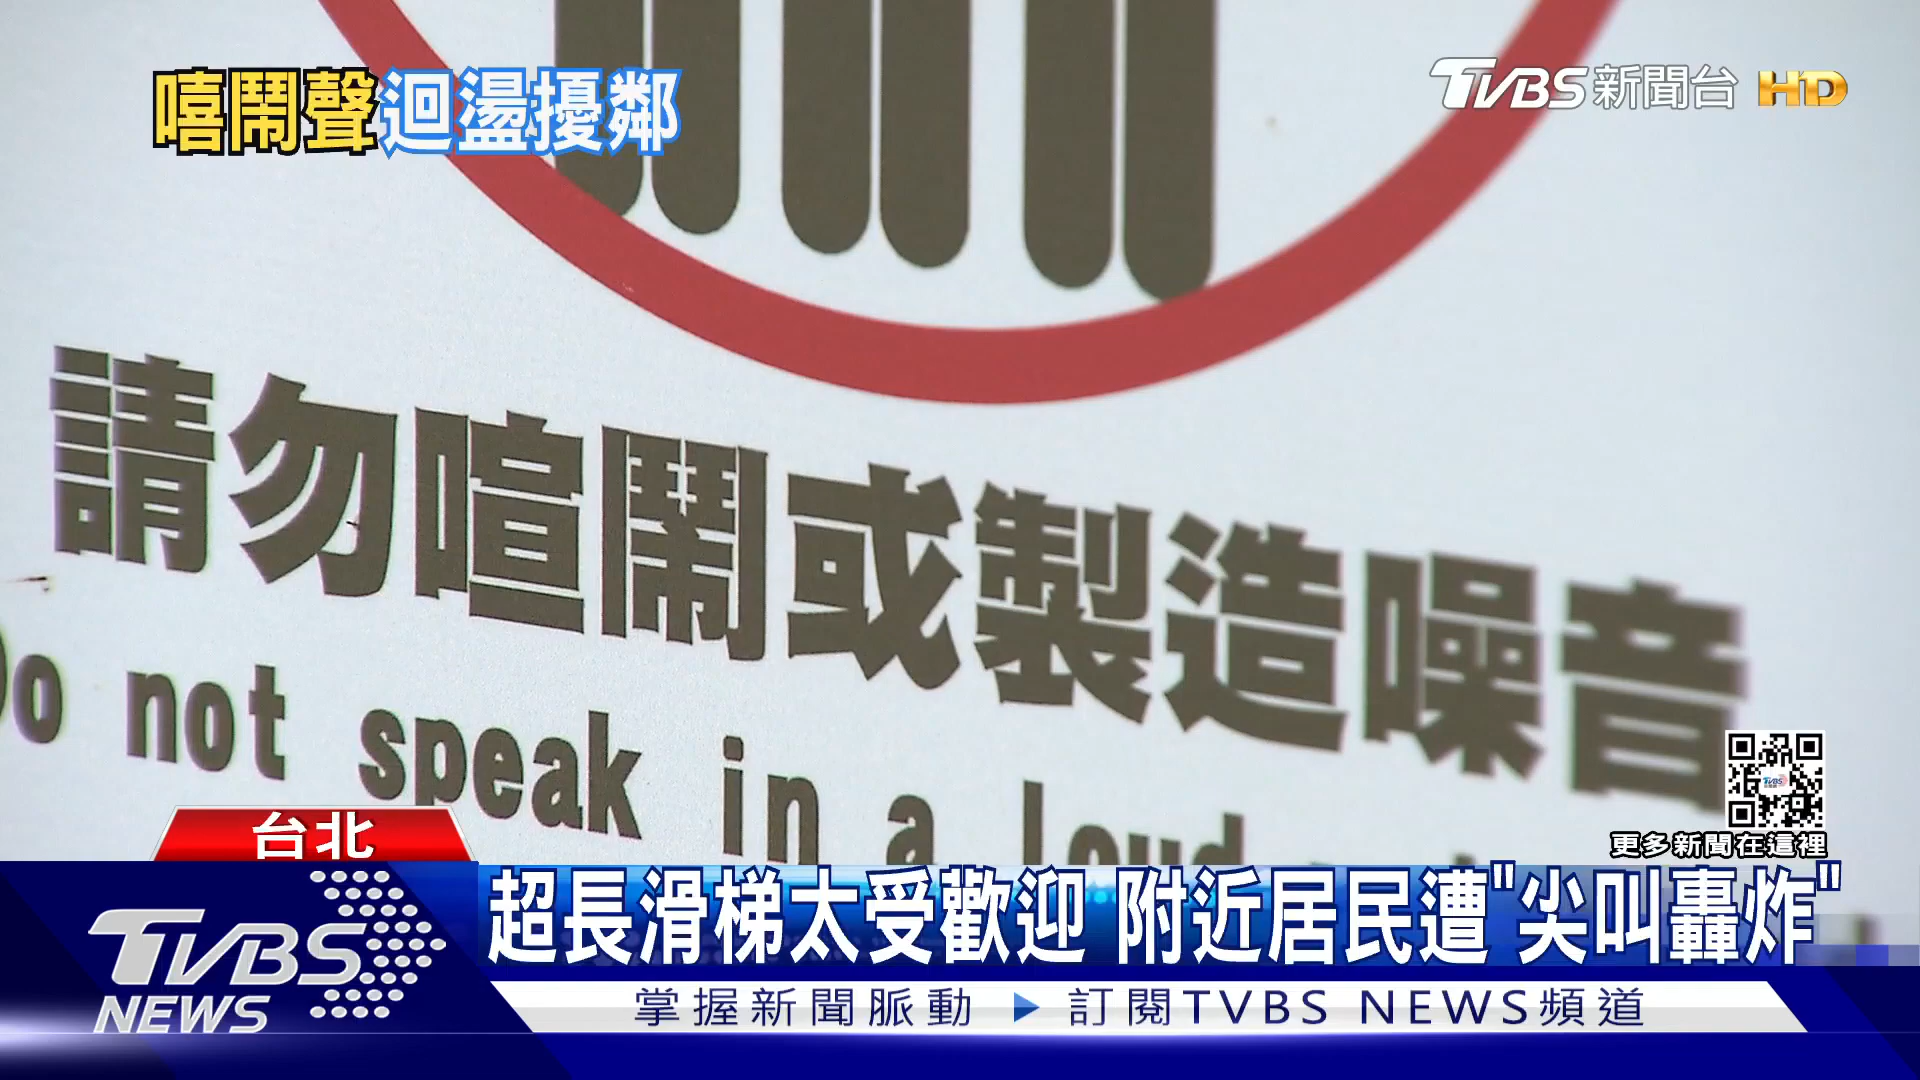 嘻鬧聲迴盪擾鄰
TVBS新聞台 HD
請勿喧鬧或製造噪音
Do not speak in a loud
TVBS
更多新聞在這裡
台北
超長滑梯太受歡迎 附近居民遭"尖叫轟炸"
TVBS
NEWS
掌握新聞脈動 ▶ 訂閱TVBS NEWS頻道